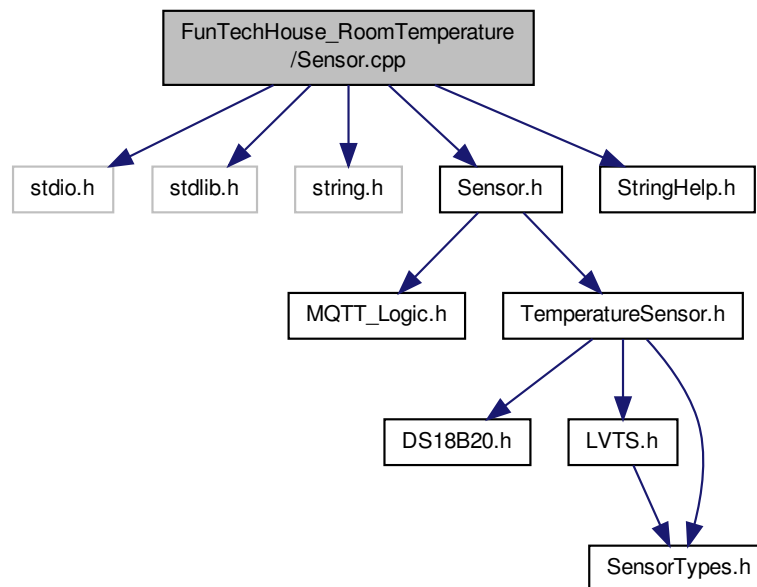 FunTechHouse_RoomTemperature
/Sensor.cpp
stdio.h
stdlib.h
string.h
Sensor.h
StringHelp.h
MQTT_Logic.h
TemperatureSensor.h
DS18B20.h
LVTS.h
SensorTypes.h